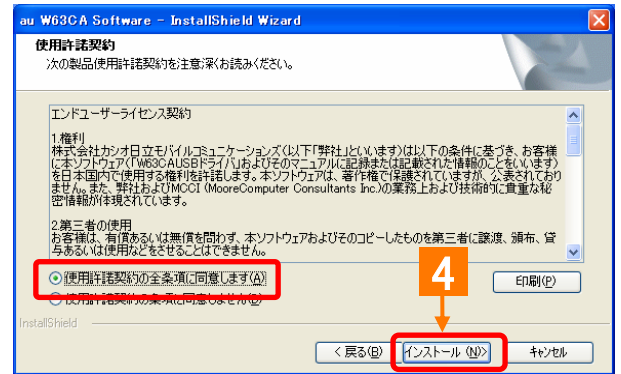 au W63CA Software - InstallShield Wizard
使用許諾契約
次の製品使用許諾契約を注意深くお読みください。
エンドユーザーライセンス契約
1.権利
株式会社カシオ日立モバイルコミュニケーションズ(以下「弊社」といいます)は以下の条件に基づき、お客様
に本ソフトウェア(「W63CAUSBドライバ」およびそのマニュアルに記録または記載された情報のことをいいます)
を日本国内で使用する権利を許諾します。本ソフトウェアは、著作権で保護されていますが、公表されており
ません。また、弊社およびMCCI (MooreComputer Consultants Inc.)の業務上および技術的に貴重な秘
密情報が体現されています。
2.第三者の使用
お客様は、有償あるいは無償を問わず、本ソフトウェアおよびそのコピーしたものを第三者に譲渡、頒布、貸
与あるいは使用などをさせることはできません。
使用許諾契約の全条項に同意します(A)
印刷(P)
使用許諾契約の条項に同意しません(D)
4
InstallShield
< 戻る(B)
インストール (N)>
キャンセル